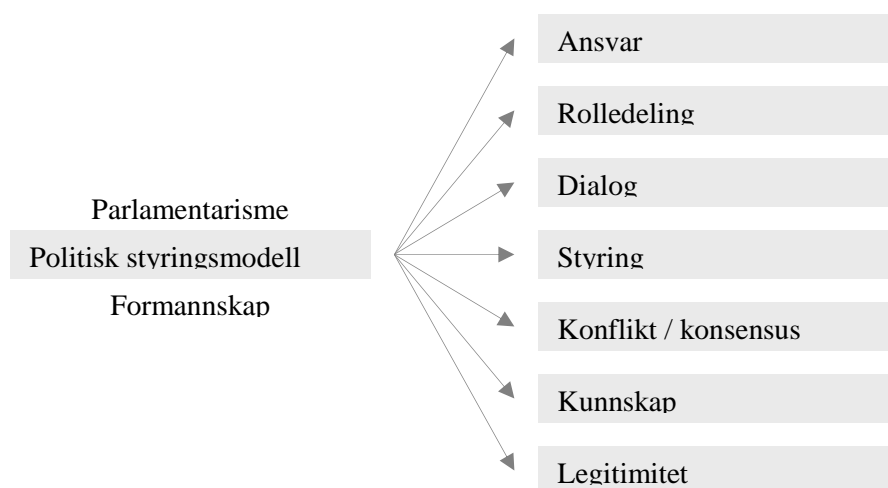 Parlamentarisme
Politisk styringsmodell
Formannskap
Ansvar
Rolledeling
Dialog
Styring
Konflikt / konsensus
Kunnskap
Legitimitet